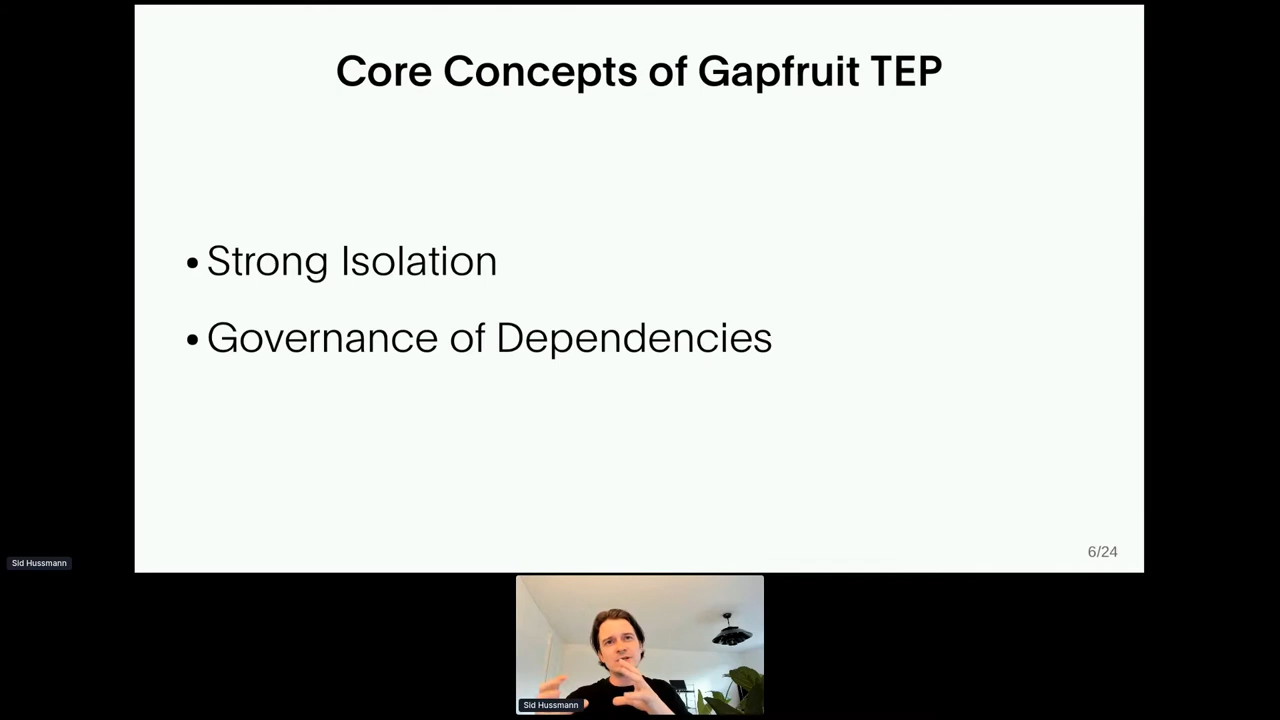 Core Concepts of Gapfruit TEP
• Strong Isolation
• Governance of Dependencies
6/24
Sid Hussmann
Sid Hussmann